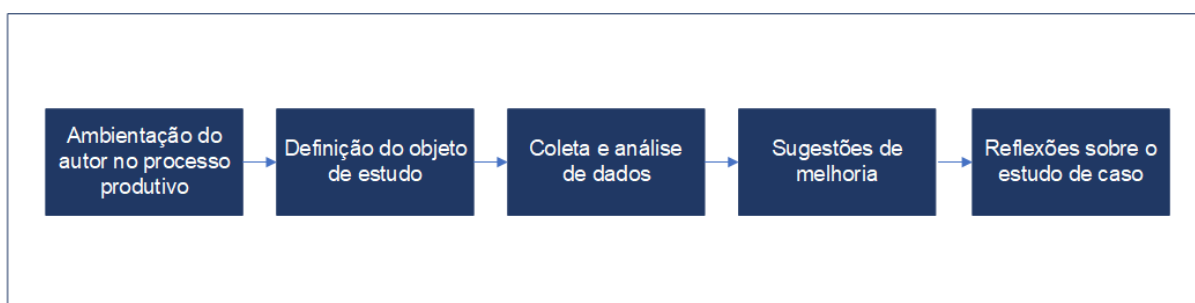 Ambientação do
autor no processo
produtivo
Definição do objeto
de estudo
Coleta e análise
de dados
Sugestões de
melhoria
Reflexões sobre o
estudo de caso